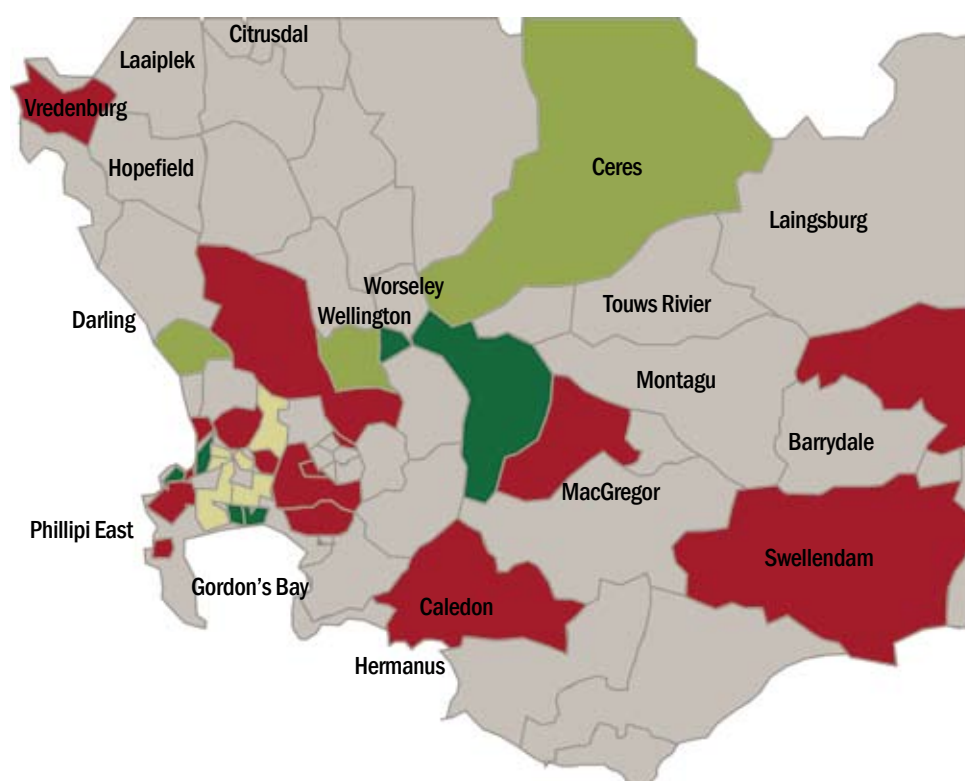 Citrusdal
Laaiplek
Vredenburg
Hopefield
Ceres
Laingsburg
Worseley
Touws Rivier
Wellington
Darling
Montagu
Barrydale
MacGregor
Phillipi East
Swellendam
Gordon's Bay
Caledon
Hermanus